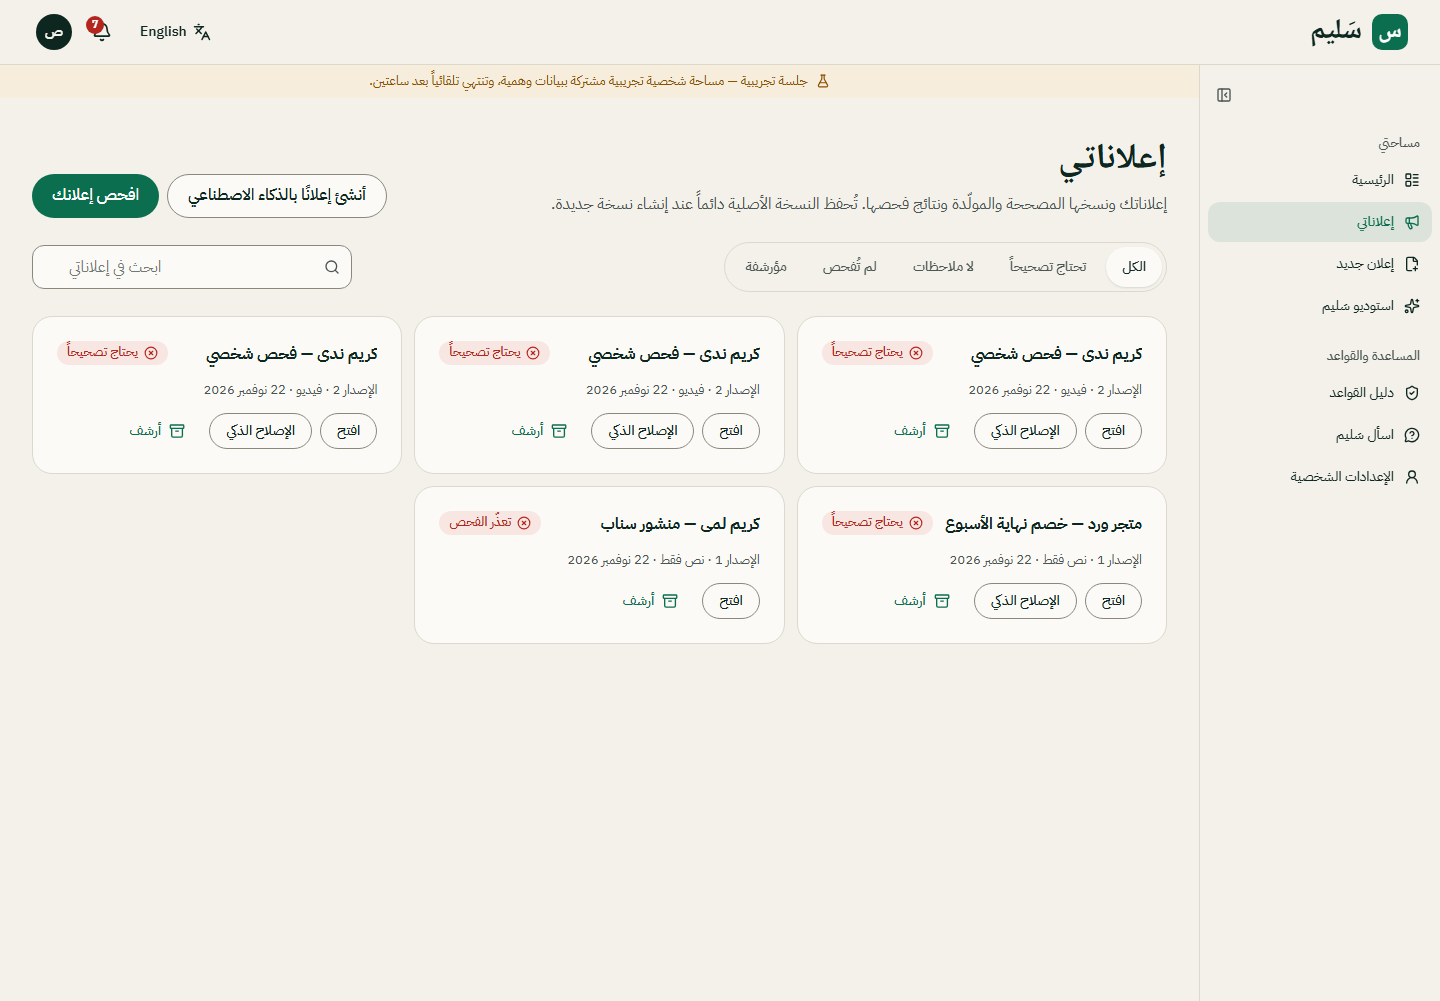 س سَليم
English
7
ص
جلسة تجريبية — مساحة شخصية تجريبية مشتركة ببيانات وهمية، وتنتهي تلقائياً بعد ساعتين.
مساحتي
الرئيسية
إعلاناتي
إعلان جديد
استوديو سَليم
المساعدة والقواعد
دليل القواعد
اسأل سَليم
الإعدادات الشخصية
إعلاناتي
إعلاناتك ونسخها المصححة والمولّدة ونتائج فحصها. تُحفظ النسخة الأصلية دائماً عند إنشاء نسخة جديدة.
أنشئ إعلانًا بالذكاء الاصطناعي
افحص إعلانك
الكل تحتاج تصحيحاً لا ملاحظات لم تُفحص مؤرشفة
ابحث في إعلاناتي
كريم ندى — فحص شخصي يحتاج تصحيحاً
الإصدار 2 · فيديو · 22 نوفمبر 2026
افتح الإصلاح الذكي أرشف
كريم ندى — فحص شخصي يحتاج تصحيحاً
الإصدار 2 · فيديو · 22 نوفمبر 2026
افتح الإصلاح الذكي أرشف
كريم ندى — فحص شخصي يحتاج تصحيحاً
الإصدار 2 · فيديو · 22 نوفمبر 2026
افتح الإصلاح الذكي أرشف
متجر ورد — خصم نهاية الأسبوع يحتاج تصحيحاً
الإصدار 1 · نص فقط · 22 نوفمبر 2026
افتح الإصلاح الذكي أرشف
كريم لمى — منشور سناب تعذّر الفحص
الإصدار 1 · نص فقط · 22 نوفمبر 2026
افتح أرشف